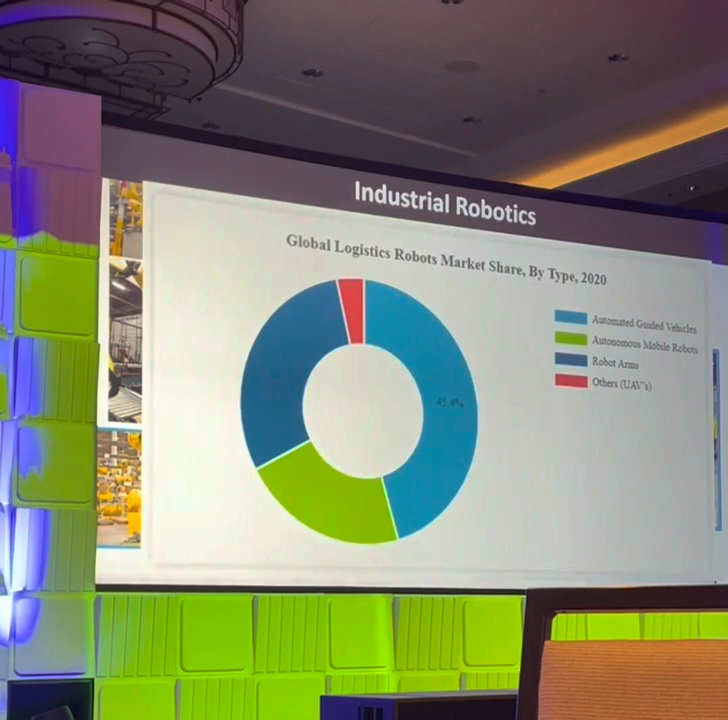 Industrial Robotics
Global Logistics Robots Market Share, By Type, 2020
Automated Guided Vehicles
Autonomous Mobile Robots
Robot Arms
Others (UAV's)
45.4%